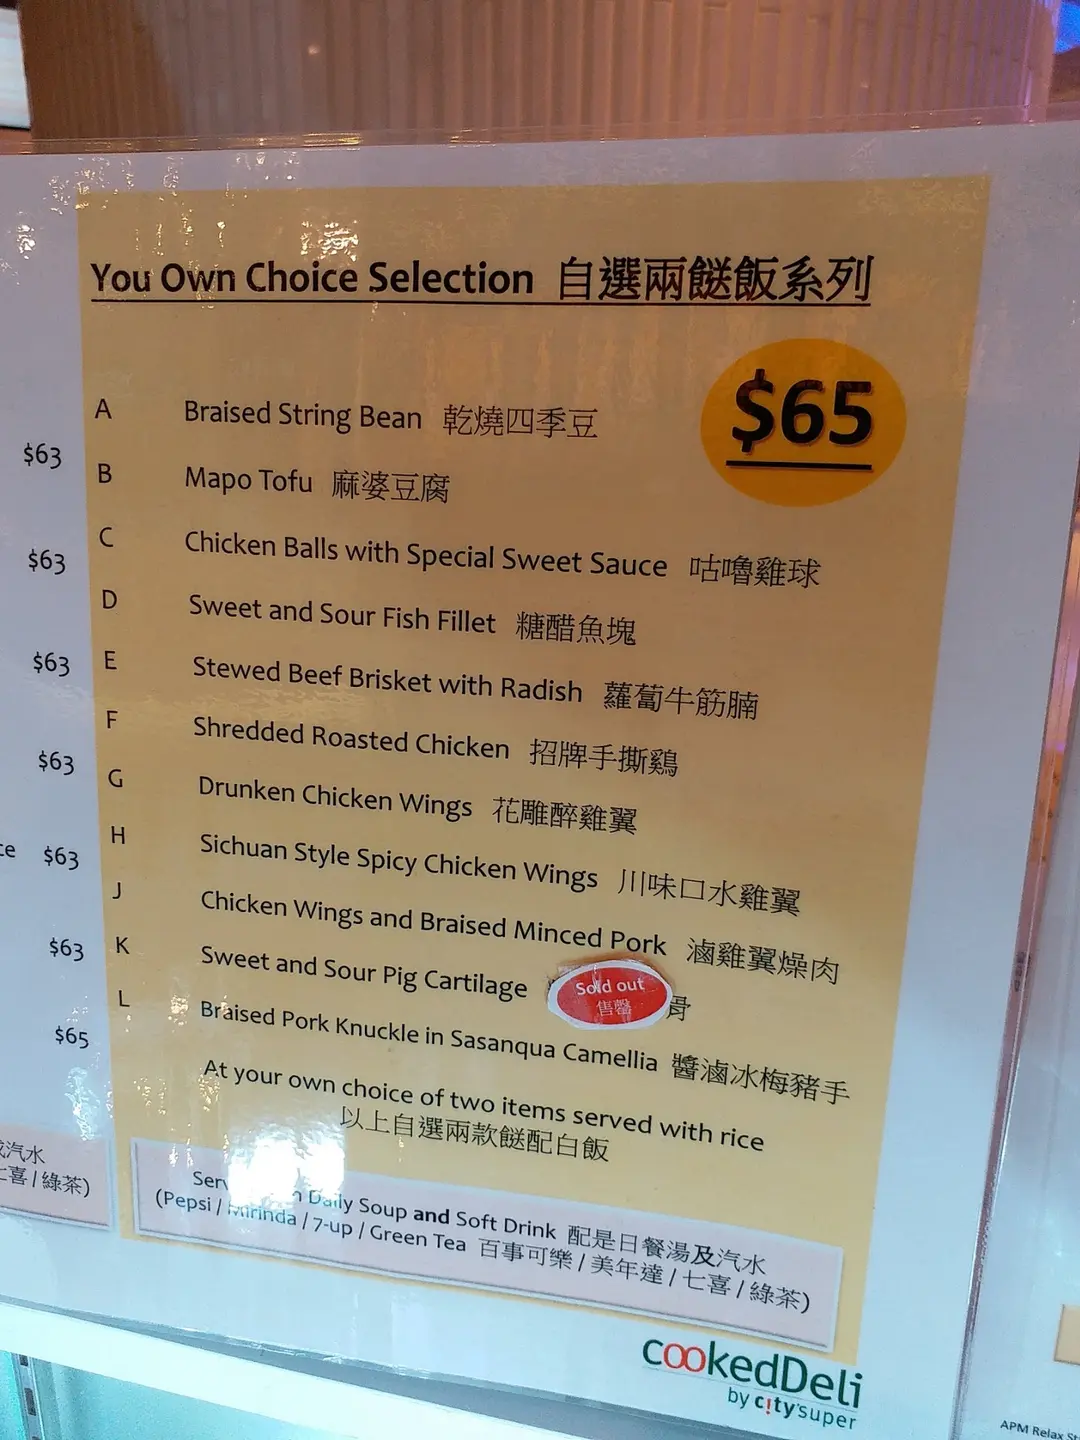 You Own Choice Selection 自選兩餸飯系列
$65
A Braised String Bean 乾燒四季豆
B Mapo Tofu 麻婆豆腐
C Chicken Balls with Special Sweet Sauce 咕嚕雞球
D Sweet and Sour Fish Fillet 糖醋魚塊
E Stewed Beef Brisket with Radish 蘿蔔牛筋腩
F Shredded Roasted Chicken 招牌手撕鷄
G Drunken Chicken Wings 花雕醉雞翼
H Sichuan Style Spicy Chicken Wings 川味口水雞翼
J Chicken Wings and Braised Minced Pork 滷雞翼燥肉
K Sweet and Sour Pig Cartilage 骨
Sold out
售罄
L Braised Pork Knuckle in Sasanqua Camellia 醬滷冰梅豬手
At your own choice of two items served with rice
以上自選兩款餸配白飯
Daily Soup and Soft Drink 配是日餐湯及汽水
(Pepsi / Mirinda / 7-up / Green Tea 百事可樂 / 美年達 / 七喜 / 綠茶)
cookedDeli
by city'super
$63
$63
$63
$63
$63
$63
$65
汽水
喜 / 綠茶)
APM Relax